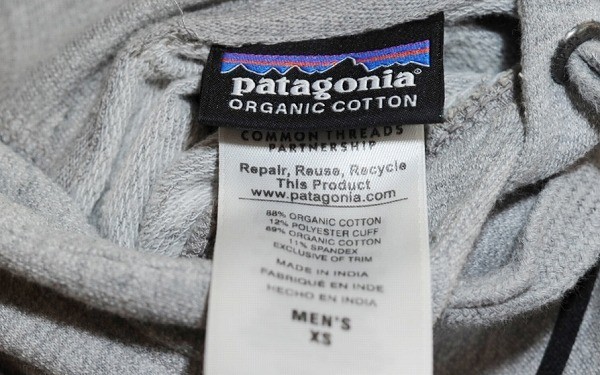 patagonia®
ORGANIC COTTON
COMMON THREADS
PARTNERSHIP
Repair, Reuse, Recycle
This Product
www.patagonia.com
88% ORGANIC COTTON
12% POLYESTER CUFF
89% ORGANIC COTTON
11% SPANDEX
EXCLUSIVE OF TRIM
MADE IN INDIA
FABRIQUÉ EN INDE
HECHO EN INDIA
MEN'S
XS